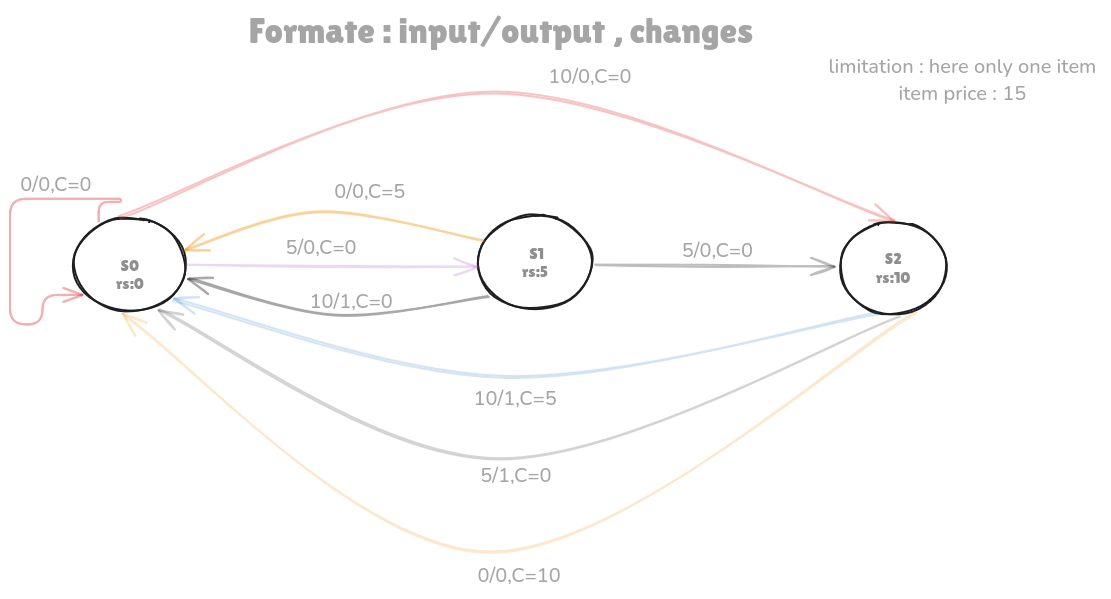 Formate : input/output , changes
limitation : here only one item
item price : 15
10/0,C=0
0/0,C=0
0/0,C=5
5/0,C=0
5/0,C=0
S0
rs:0
S1
rs:5
S2
rs:10
10/1,C=0
10/1,C=5
5/1,C=0
0/0,C=10